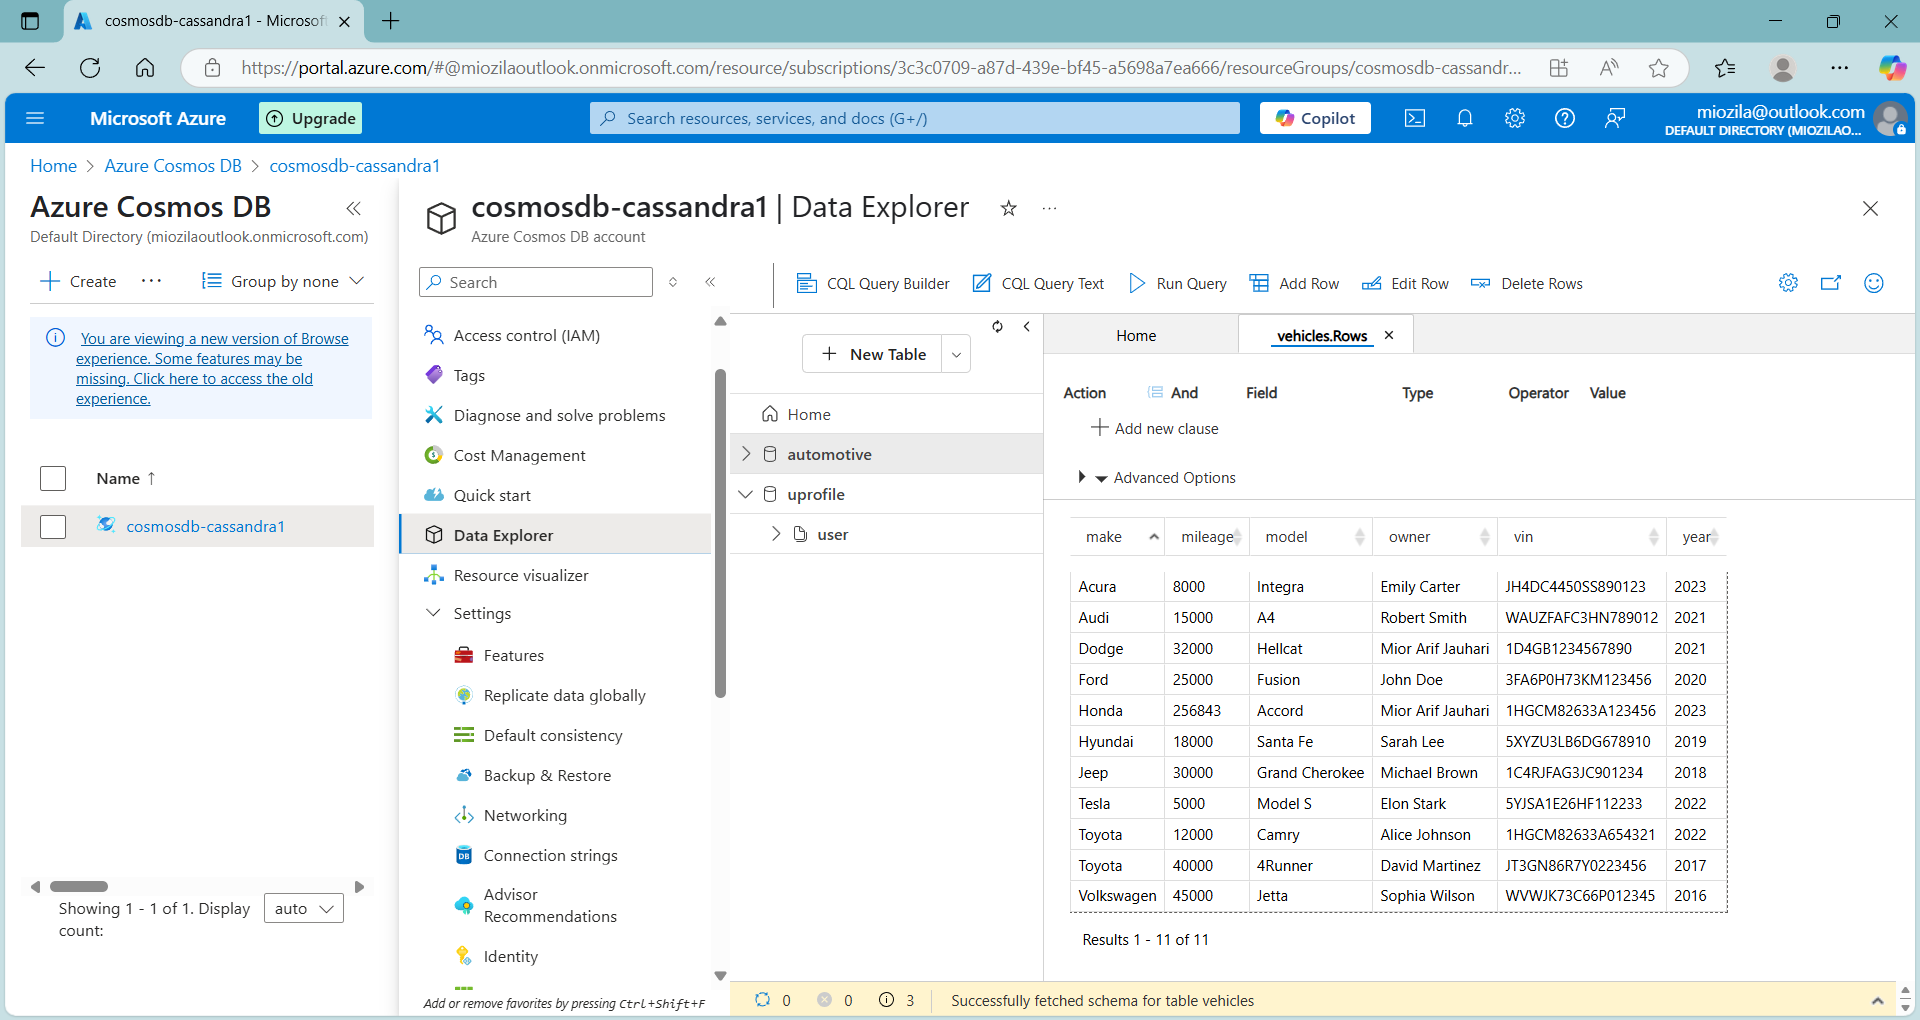 cosmosdb-cassandra1 - Microsof
https://portal.azure.com/#@miozilaoutlook.onmicrosoft.com/resource/subscriptions/3c3c0709-a87d-439e-bf45-a5698a7ea666/resourceGroups/cosmosdb-cassandr...
Microsoft Azure
Upgrade
Search resources, services, and docs (G+/)
Copilot
miozila@outlook.com
DEFAULT DIRECTORY (MIOZILAO...
Home > Azure Cosmos DB > cosmosdb-cassandra1
Azure Cosmos DB
Default Directory (miozilaoutlook.onmicrosoft.com)
Create
Group by none
You are viewing a new version of Browse
experience. Some features may be
missing. Click here to access the old
experience.
Name ↑
cosmosdb-cassandra1
Showing 1 - 1 of 1. Display
count:
auto
cosmosdb-cassandra1 | Data Explorer
Azure Cosmos DB account
Search
Access control (IAM)
Tags
Diagnose and solve problems
Cost Management
Quick start
Data Explorer
Resource visualizer
Settings
Features
Replicate data globally
Default consistency
Backup & Restore
Networking
DB
Connection strings
Advisor
Recommendations
Identity
Add or remove favorites by pressing Ctrl+Shift+F
CQL Query Builder
CQL Query Text
Run Query
Add Row
Edit Row
Delete Rows
New Table
Home
automotive
uprofile
user
Home
vehicles.Rows
Action And Field Type Operator Value
Add new clause
Advanced Options
make mileage model owner vin year
Acura 8000 Integra Emily Carter JH4DC4450SS890123 2023
Audi 15000 A4 Robert Smith WAUZFAFC3HN789012 2021
Dodge 32000 Hellcat Mior Arif Jauhari 1D4GB1234567890 2021
Ford 25000 Fusion John Doe 3FA6P0H73KM123456 2020
Honda 256843 Accord Mior Arif Jauhari 1HGCM82633A123456 2023
Hyundai 18000 Santa Fe Sarah Lee 5XYZU3LB6DG678910 2019
Jeep 30000 Grand Cherokee Michael Brown 1C4RJFAG3JC901234 2018
Tesla 5000 Model S Elon Stark 5YJSA1E26HF112233 2022
Toyota 12000 Camry Alice Johnson 1HGCM82633A654321 2022
Toyota 40000 4Runner David Martinez JT3GN86R7Y0223456 2017
Volkswagen 45000 Jetta Sophia Wilson WVWJK73C66P012345 2016
Results 1 - 11 of 11
0 0 3 Successfully fetched schema for table vehicles